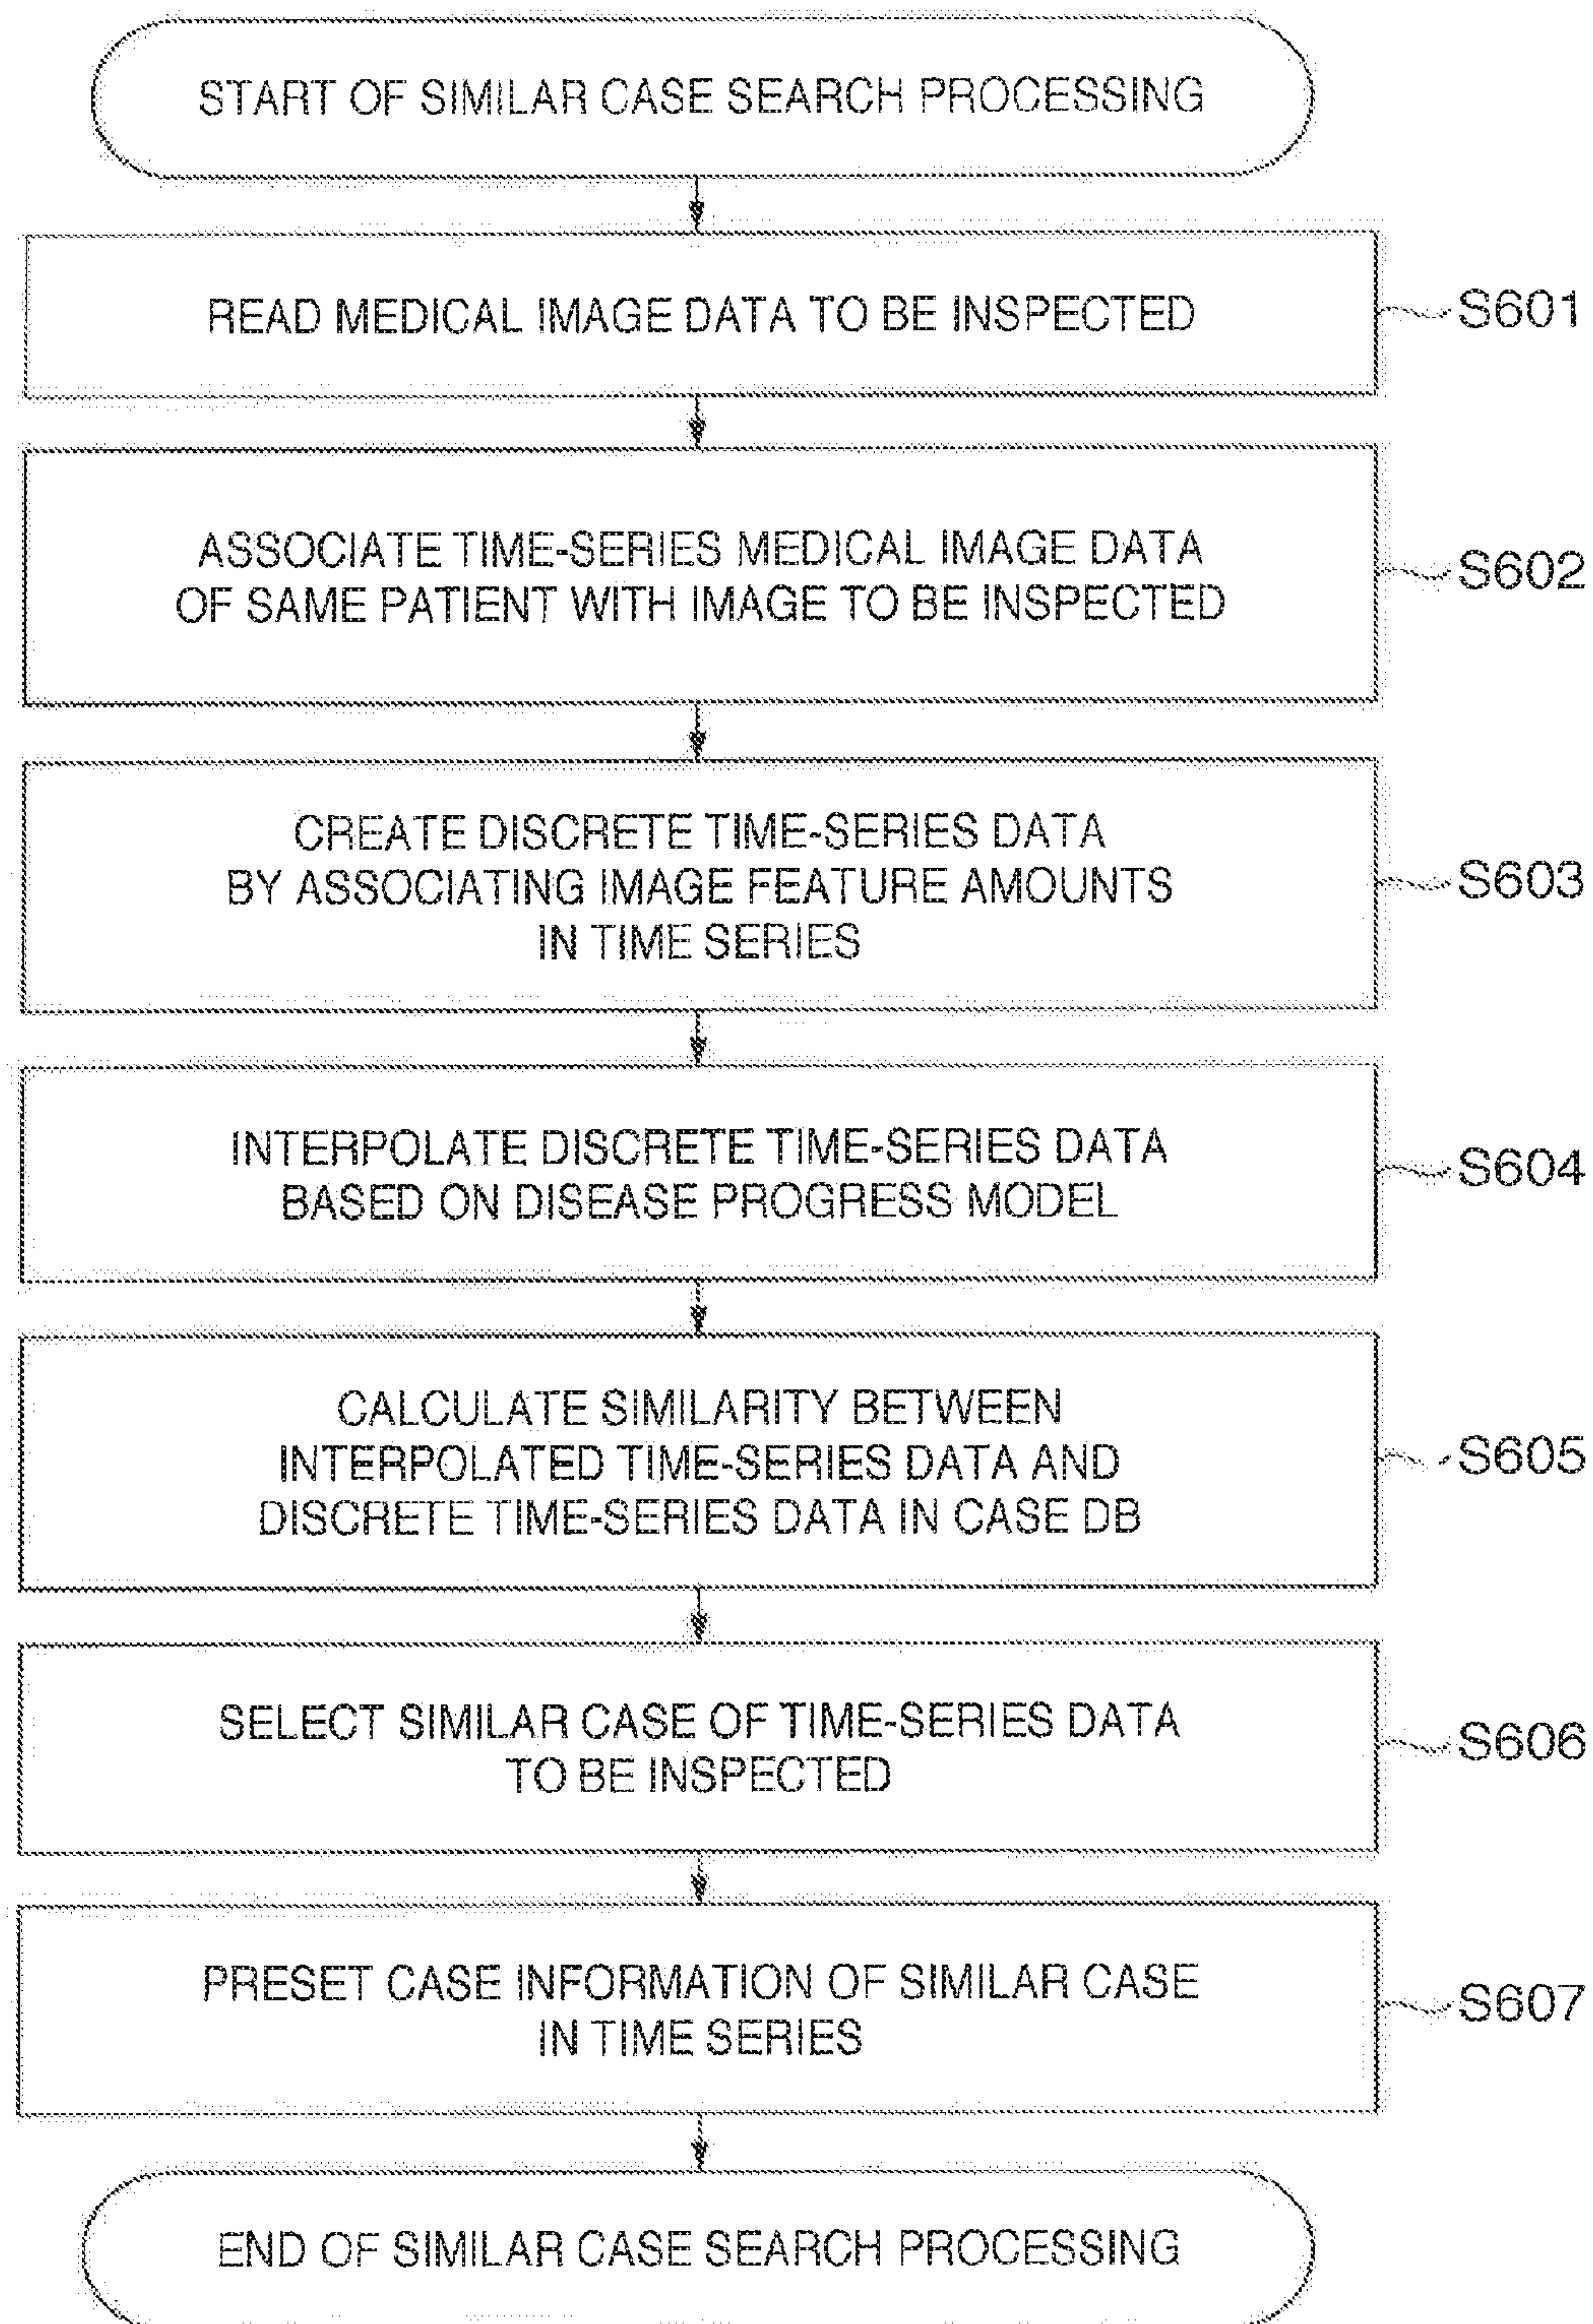 START OF SIMILAR CASE SEARCH PROCESSING
READ MEDICAL IMAGE DATA TO BE INSPECTED
S601
ASSOCIATE TIME-SERIES MEDICAL IMAGE DATA
OF SAME PATIENT WITH IMAGE TO BE INSPECTED
S602
CREATE DISCRETE TIME-SERIES DATA
BY ASSOCIATING IMAGE FEATURE AMOUNTS
IN TIME SERIES
S603
INTERPOLATE DISCRETE TIME-SERIES DATA
BASED ON DISEASE PROGRESS MODEL
S604
CALCULATE SIMILARITY BETWEEN
INTERPOLATED TIME-SERIES DATA AND
DISCRETE TIME-SERIES DATA IN CASE DB
S605
SELECT SIMILAR CASE OF TIME-SERIES DATA
TO BE INSPECTED
S606
PRESET CASE INFORMATION OF SIMILAR CASE
IN TIME SERIES
S607
END OF SIMILAR CASE SEARCH PROCESSING